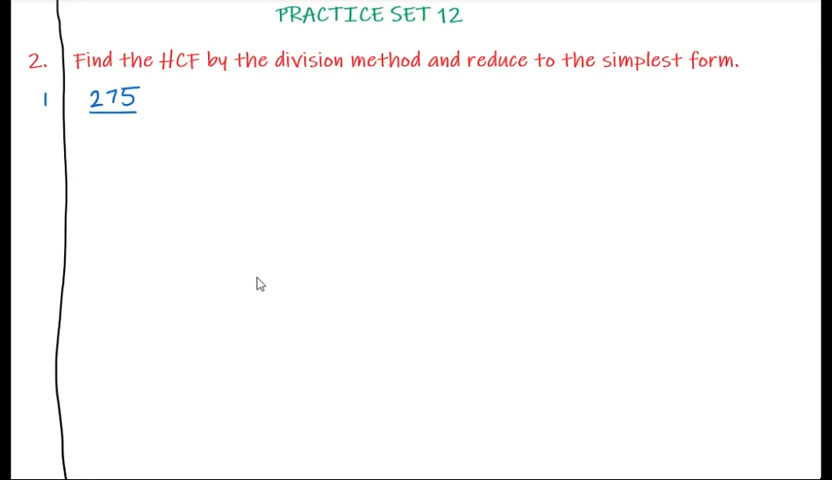 PRACTICE SET 12
2. Find the HCF by the division method and reduce to the simplest form.
1 275